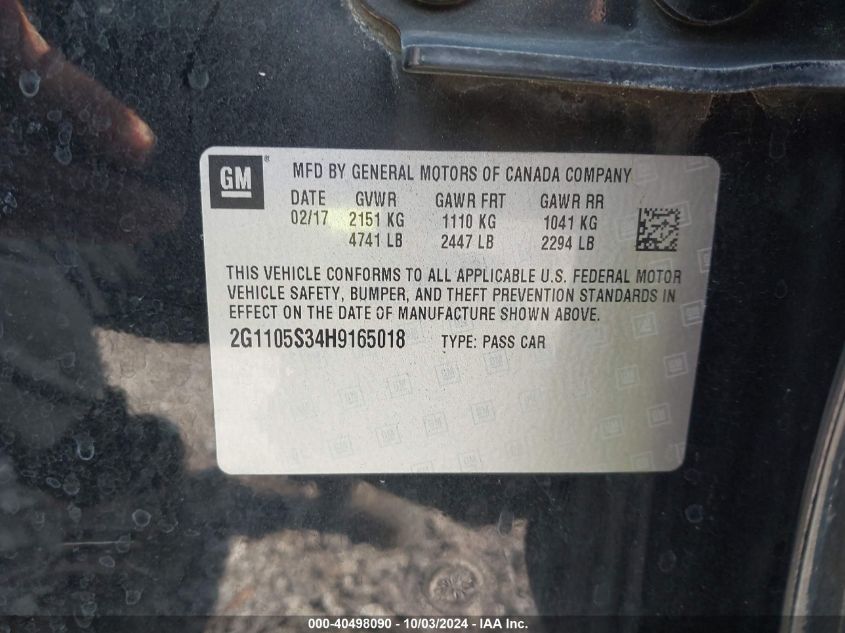 GM ® MFD BY GENERAL MOTORS OF CANADA COMPANY
DATE GVWR GAWR FRT GAWR RR
02/17 2151 KG 1110 KG 1041 KG
4741 LB 2447 LB 2294 LB
THIS VEHICLE CONFORMS TO ALL APPLICABLE U.S. FEDERAL MOTOR
VEHICLE SAFETY, BUMPER, AND THEFT PREVENTION STANDARDS IN
EFFECT ON THE DATE OF MANUFACTURE SHOWN ABOVE.
2G1105S34H9165018 TYPE: PASS CAR
000-40498090 - 10/03/2024 - IAA Inc.